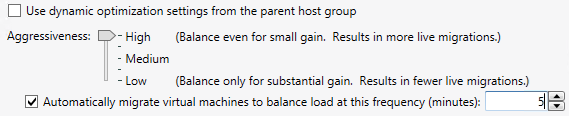 Use dynamic optimization settings from the parent host group
Aggressiveness: High (Balance even for small gain. Results in more live migrations.)
Medium
Low (Balance only for substantial gain. Results in fewer live migrations.)
Automatically migrate virtual machines to balance load at this frequency (minutes): 5